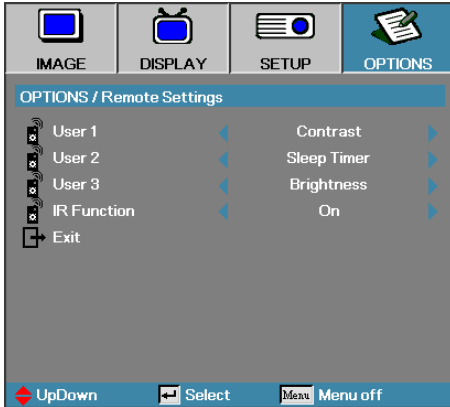 IMAGE DISPLAY SETUP OPTIONS
OPTIONS / Remote Settings
User 1 Contrast
User 2 Sleep Timer
User 3 Brightness
IR Function On
Exit
UpDown Select Menu Menu off